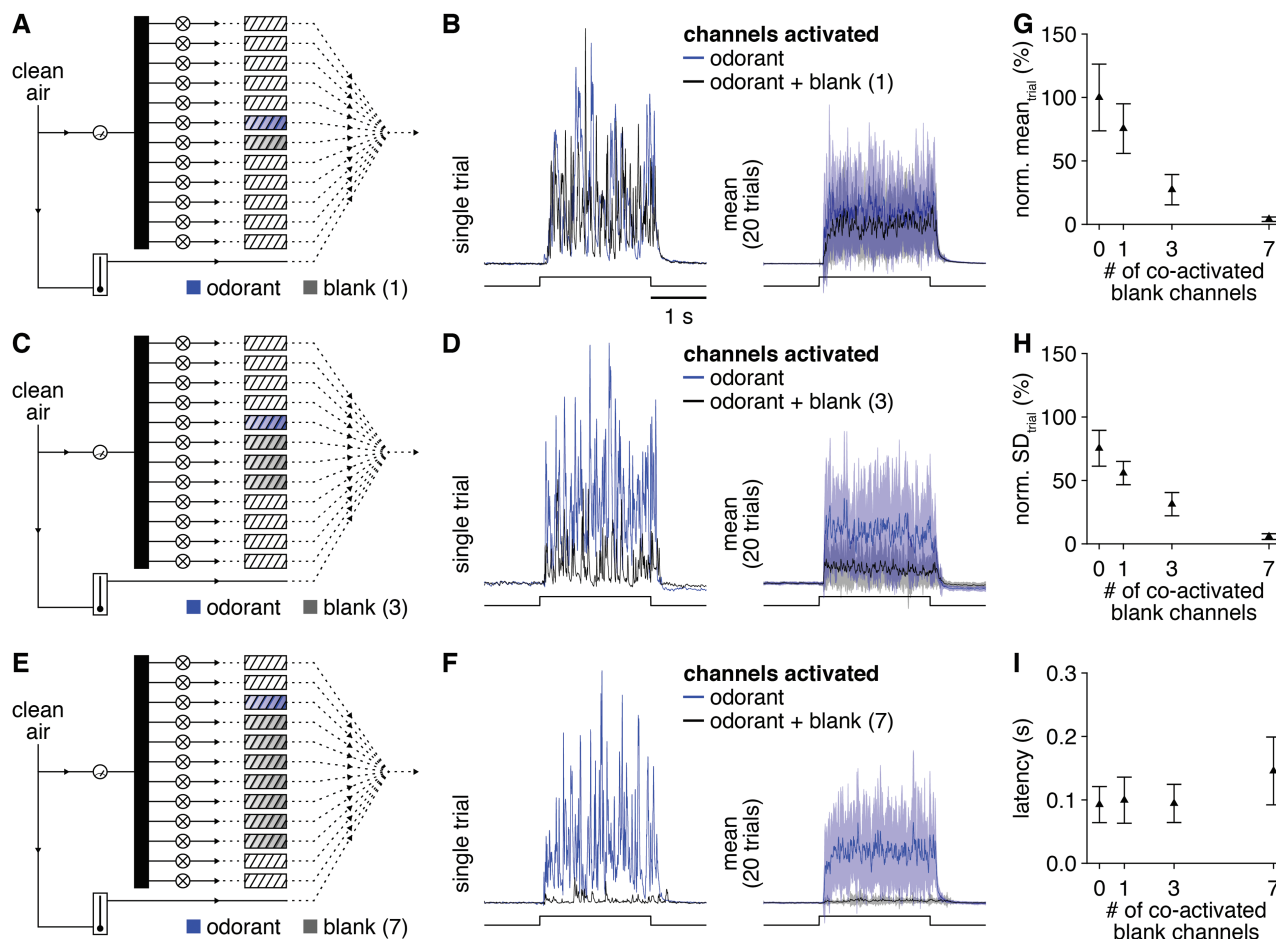 A
clean
air
odorant
blank (1)
B
channels activated
odorant
odorant + blank (1)
single trial
mean
(20 trials)
1 s
G
norm. mean trial (%)
150
100
50
0
0 1 3 7
# of co-activated
blank channels
C
clean
air
odorant
blank (3)
D
channels activated
odorant
odorant + blank (3)
single trial
mean
(20 trials)
H
norm. SD trial (%)
150
100
50
0
0 1 3 7
# of co-activated
blank channels
E
clean
air
odorant
blank (7)
F
channels activated
odorant
odorant + blank (7)
single trial
mean
(20 trials)
I
latency (s)
0.3
0.2
0.1
0.0
0 1 3 7
# of co-activated
blank channels